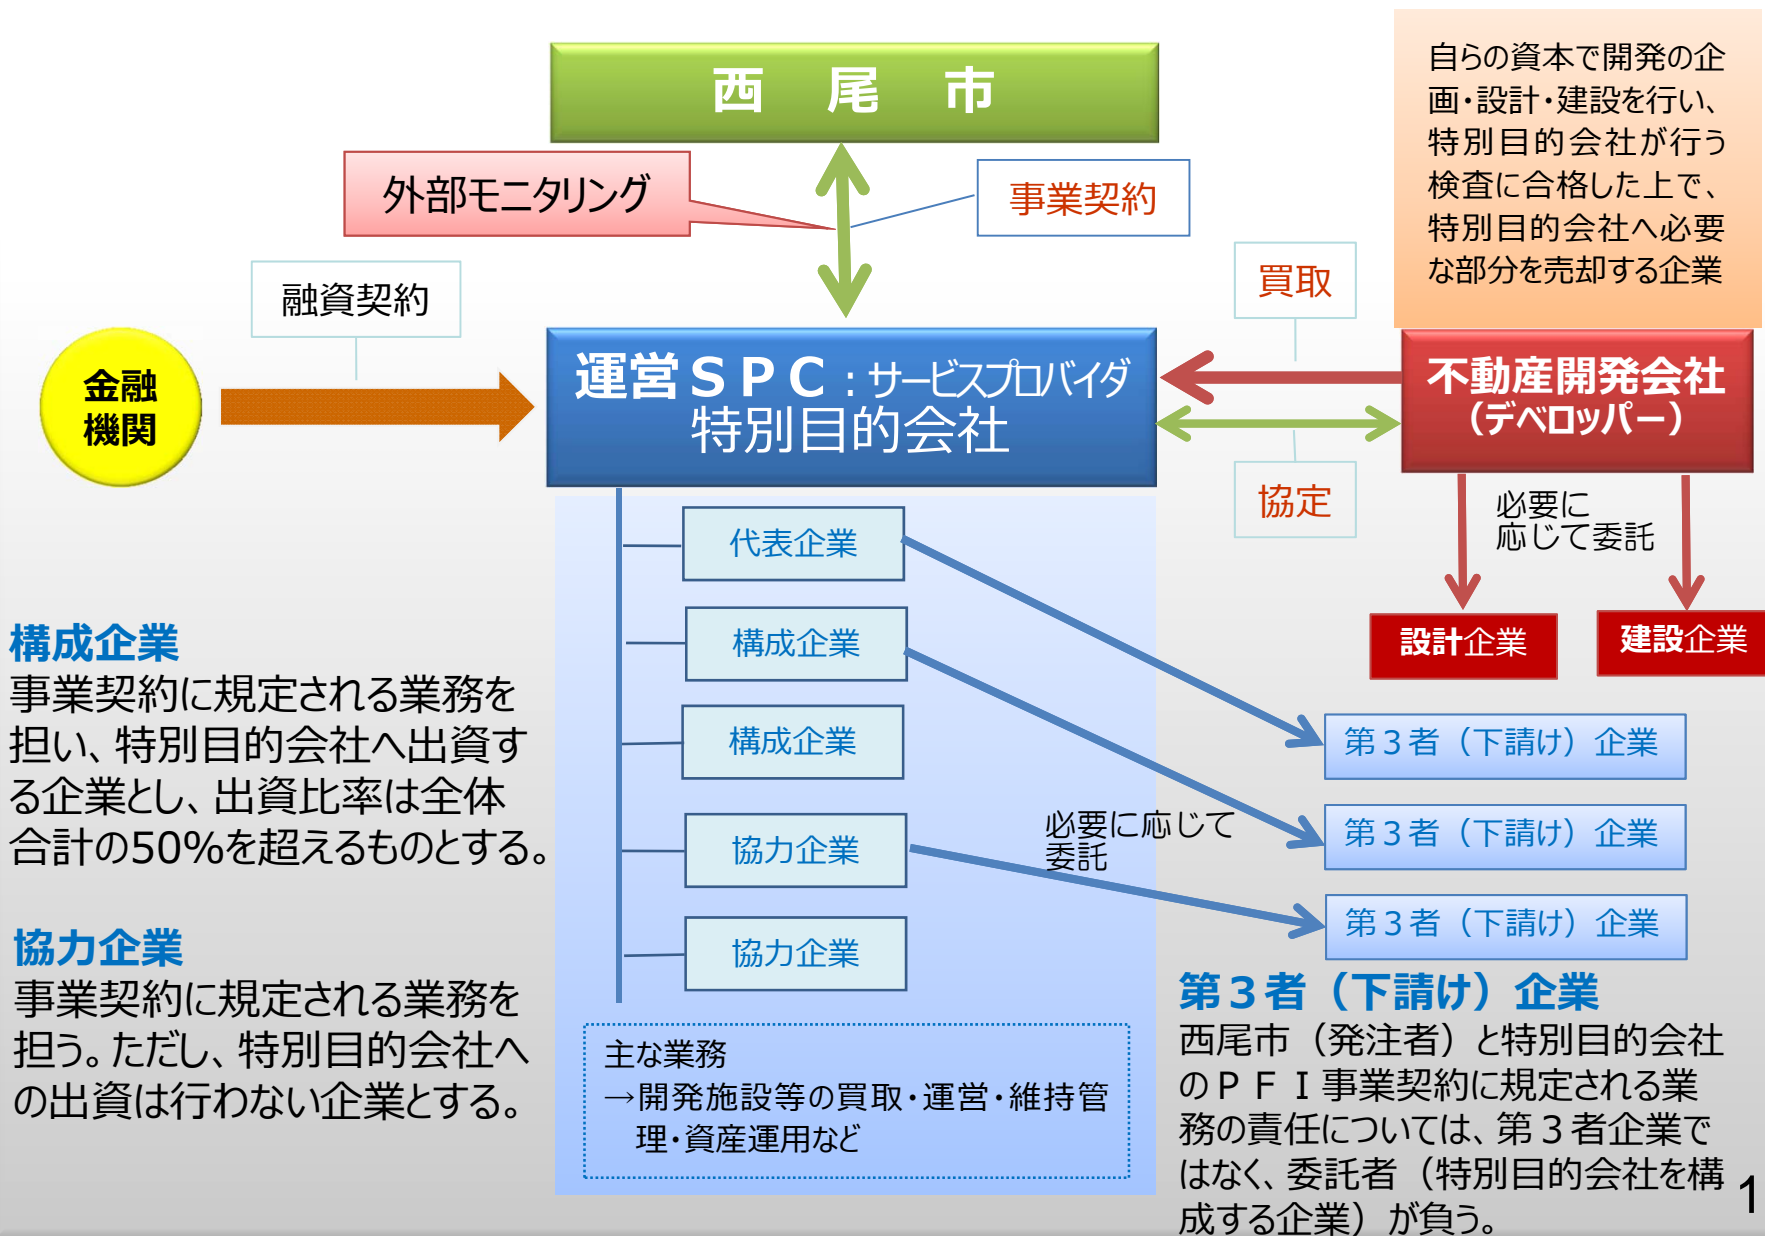 西 尾 市
自らの資本で開発の企
画・設計・建設を行い、
特別目的会社が行う
検査に合格した上で、
特別目的会社へ必要
な部分を売却する企業
外部モニタリング
事業契約
融資契約
買取
金融
機関
運営ＳＰＣ：サービスプロバイダ
特別目的会社
不動産開発会社
（デベロッパー）
協定
必要に
応じて委託
代表企業
構成企業
構成企業
協力企業
協力企業
設計企業
建設企業
必要に応じて
委託
第３者（下請け）企業
第３者（下請け）企業
第３者（下請け）企業
構成企業
事業契約に規定される業務を
担い、特別目的会社へ出資す
る企業とし、出資比率は全体
合計の50％を超えるものとする。
協力企業
事業契約に規定される業務を
担う。ただし、特別目的会社へ
の出資は行わない企業とする。
主な業務
→開発施設等の買取・運営・維持管
理・資産運用など
第３者（下請け）企業
西尾市（発注者）と特別目的会社
のＰＦＩ事業契約に規定される業
務の責任については、第３者企業で
はなく、委託者（特別目的会社を構
成する企業）が負う。
1